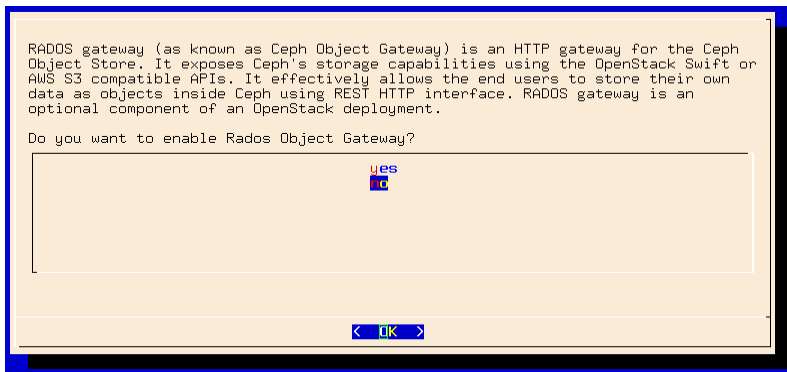 RADOS gateway (as known as Ceph Object Gateway) is an HTTP gateway for the Ceph
Object Store. It exposes Ceph's storage capabilities using the OpenStack Swift or
AWS S3 compatible APIs. It effectively allows the end users to store their own
data as objects inside Ceph using REST HTTP interface. RADOS gateway is an
optional component of an OpenStack deployment.
Do you want to enable Rados Object Gateway?
yes
no
< OK >